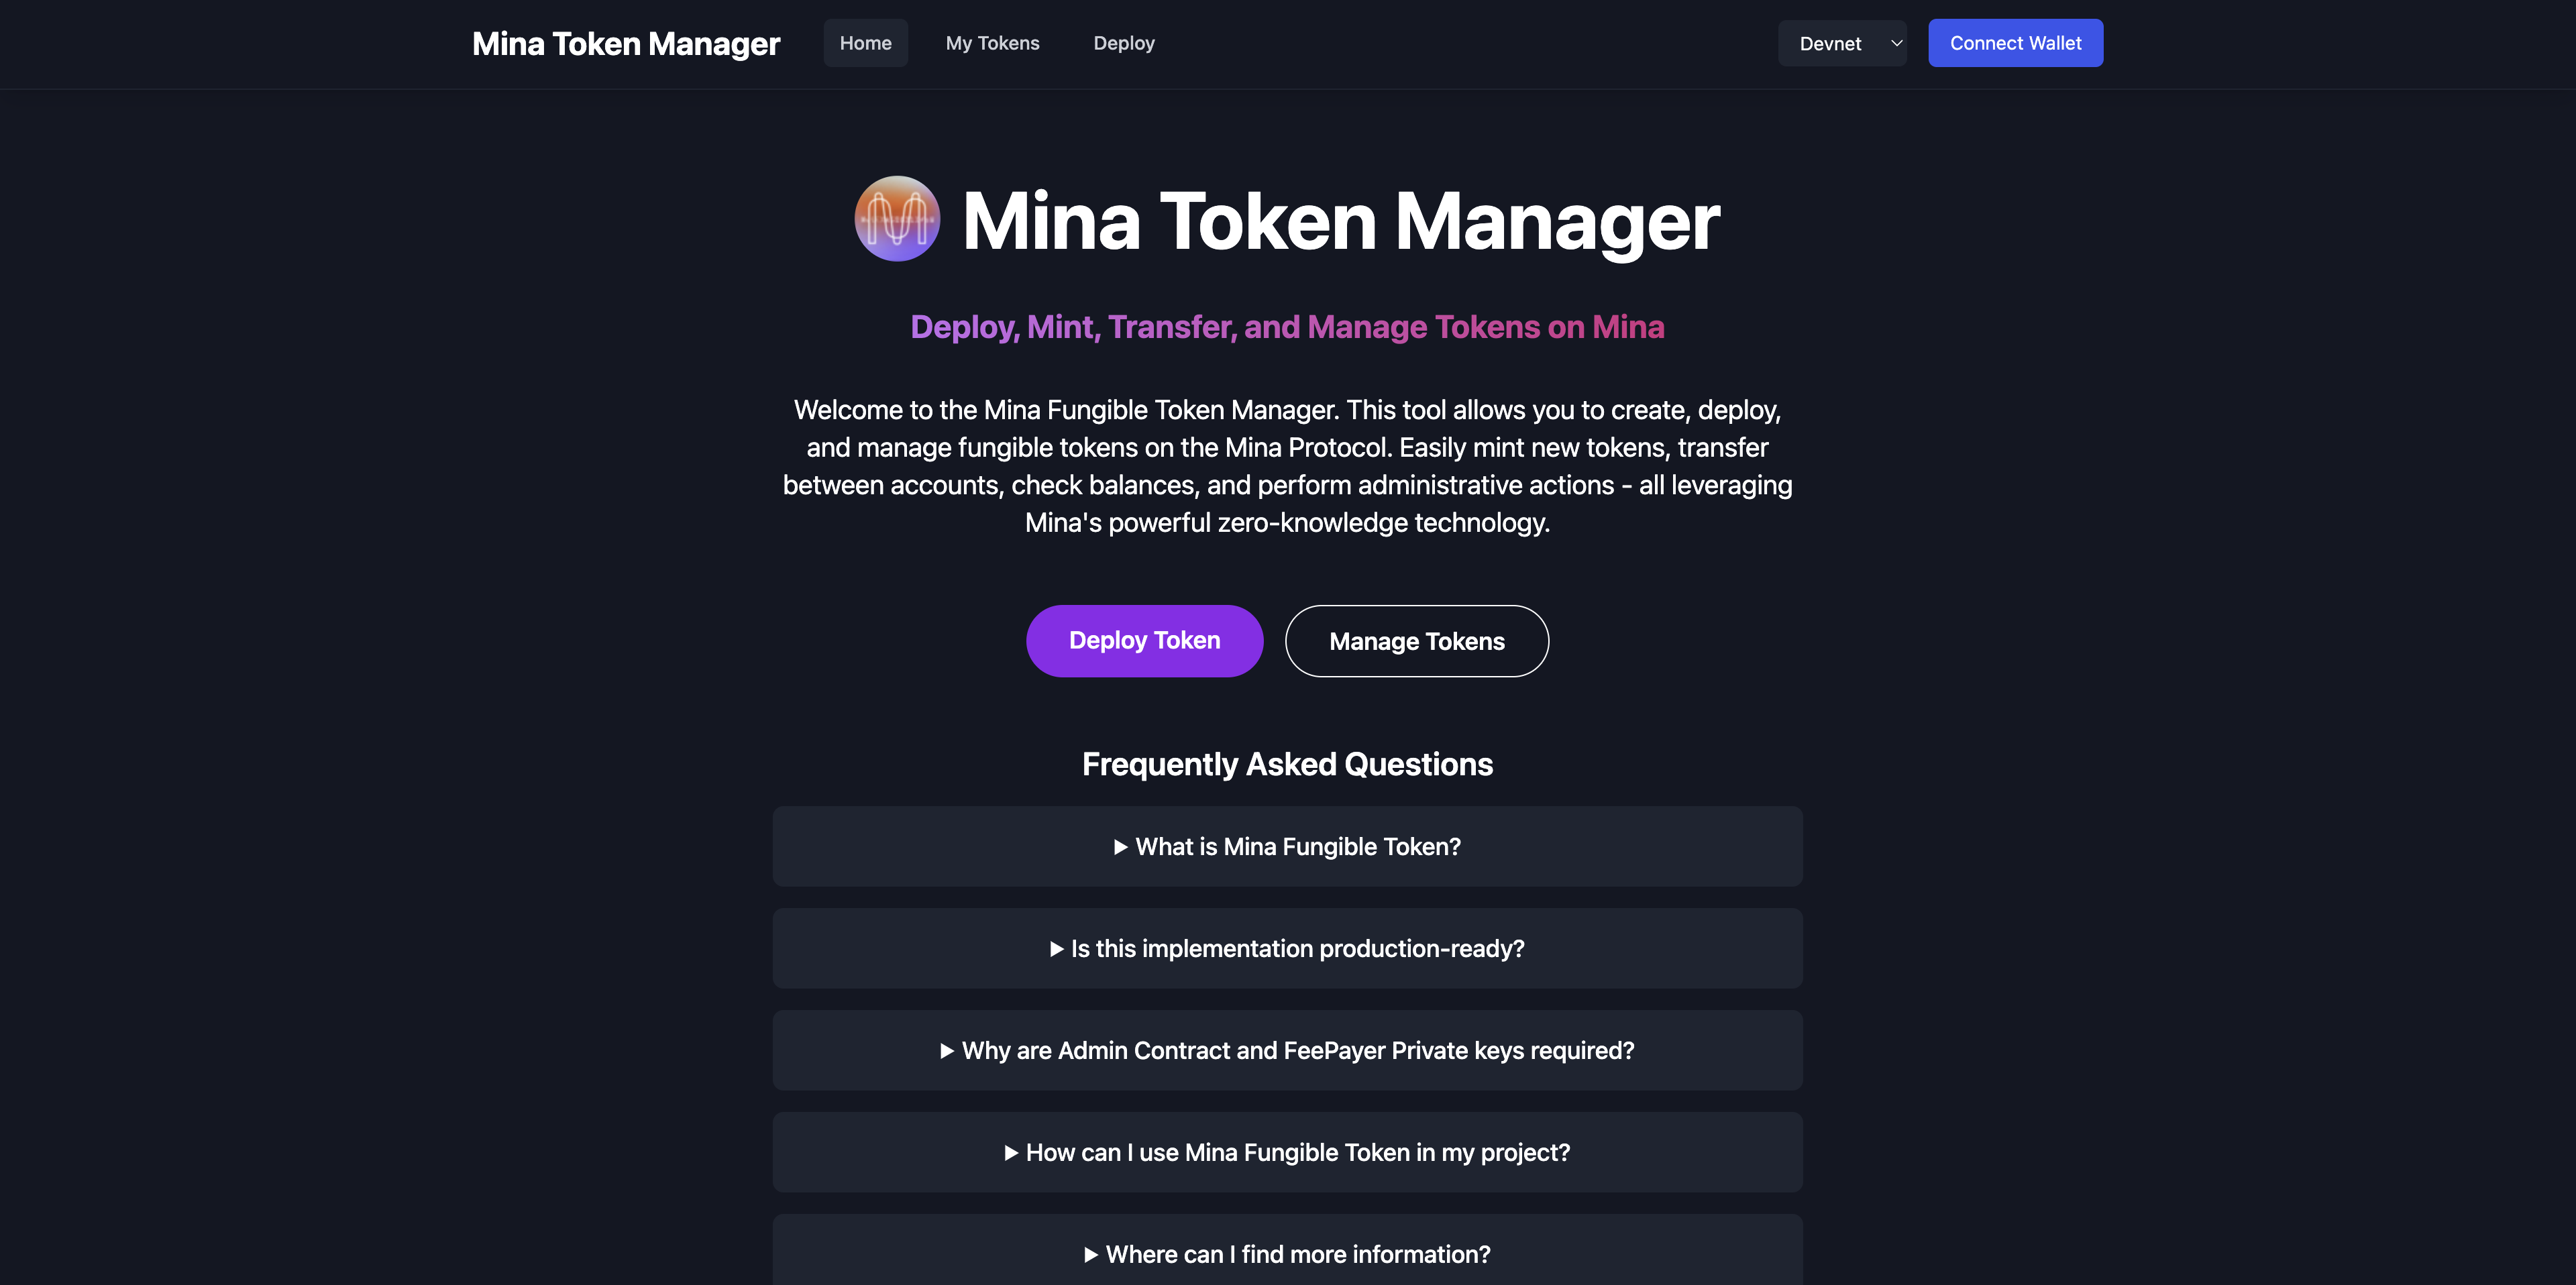 Mina Token Manager
Home
My Tokens
Deploy
Devnet
Connect Wallet
Mina Token Manager
Deploy, Mint, Transfer, and Manage Tokens on Mina
Welcome to the Mina Fungible Token Manager. This tool allows you to create, deploy,
and manage fungible tokens on the Mina Protocol. Easily mint new tokens, transfer
between accounts, check balances, and perform administrative actions - all leveraging
Mina's powerful zero-knowledge technology.
Deploy Token
Manage Tokens
Frequently Asked Questions
What is Mina Fungible Token?
Is this implementation production-ready?
Why are Admin Contract and FeePayer Private keys required?
How can I use Mina Fungible Token in my project?
Where can I find more information?